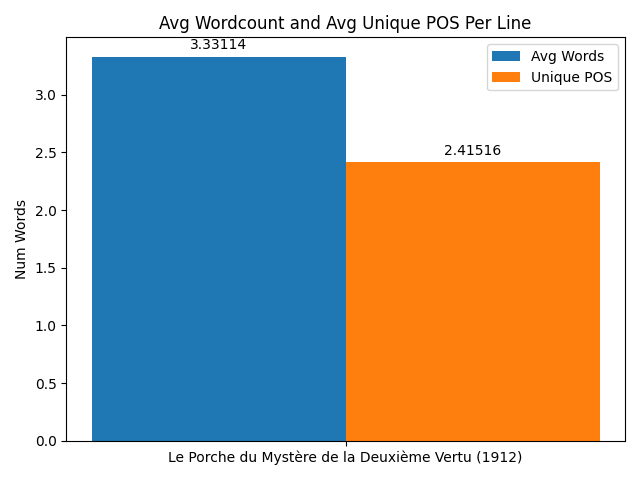 Avg Wordcount and Avg Unique POS Per Line
3.33114
Avg Words
Unique POS
3.0
2.5
2.41516
2.0
Num Words
1.5
1.0
0.5
0.0
Le Porche du Mystère de la Deuxième Vertu (1912)